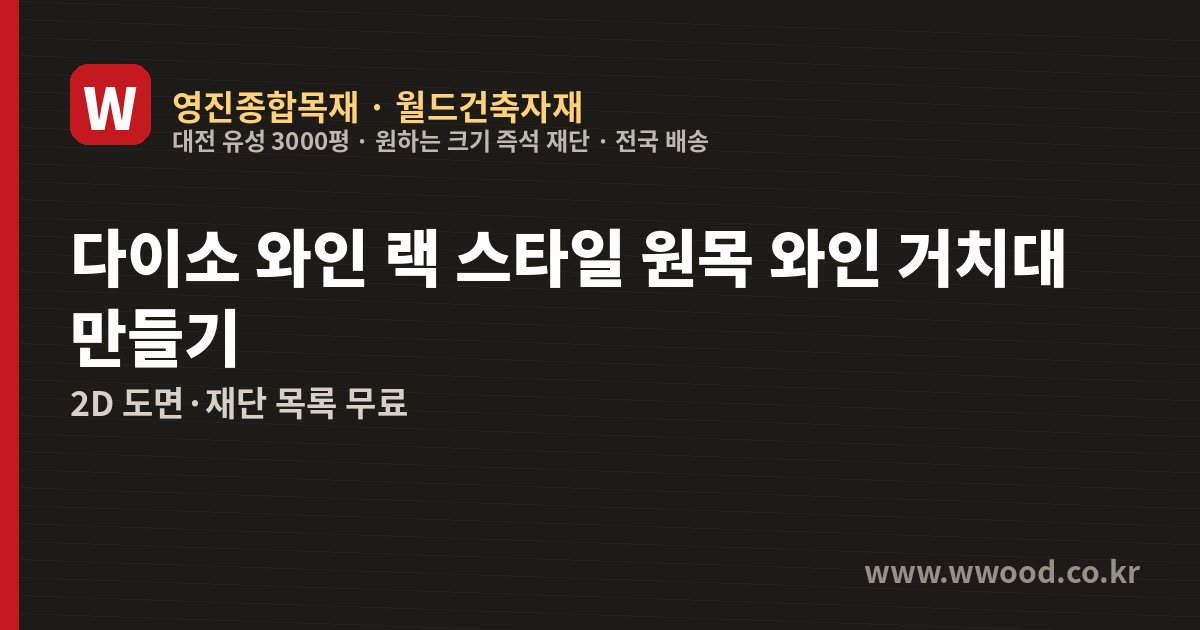 W
영진종합목재 · 월드건축자재
대전 유성 3000평 · 원하는 크기 즉석 재단 · 전국 배송
다이소 와인 랙 스타일 원목 와인 거치대
만들기
2D 도면·재단 목록 무료
www.wwood.co.kr